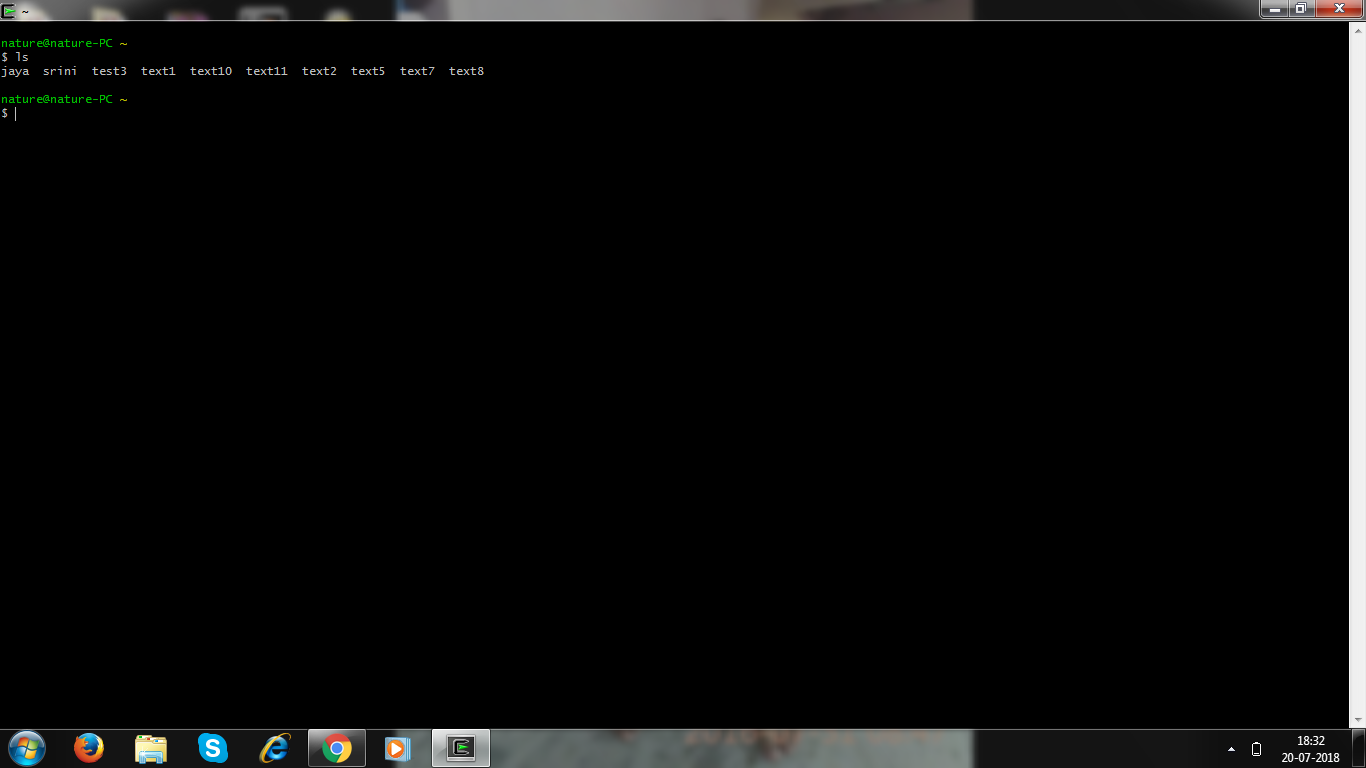 ~
nature@nature-PC ~
$ ls
jaya srini test3 text1 text10 text11 text2 text5 text7 text8
nature@nature-PC ~
$
18:32
20-07-2018